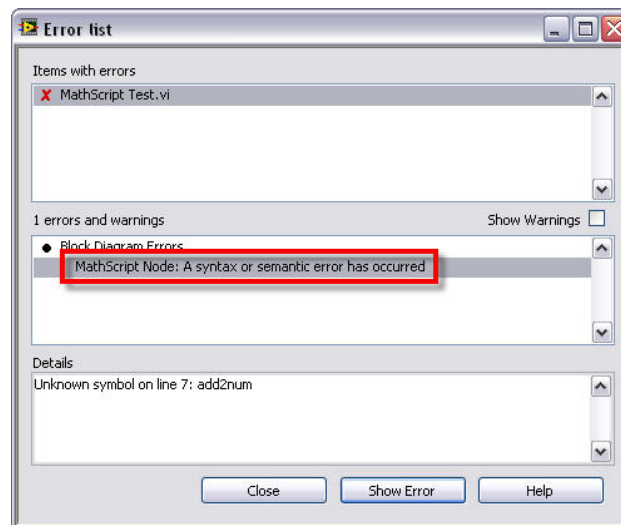 Error list
Items with errors
X MathScript Test.vi
1 errors and warnings Show Warnings
Block Diagram Errors
MathScript Node: A syntax or semantic error has occurred
Details
Unknown symbol on line 7: add2num
Close Show Error Help